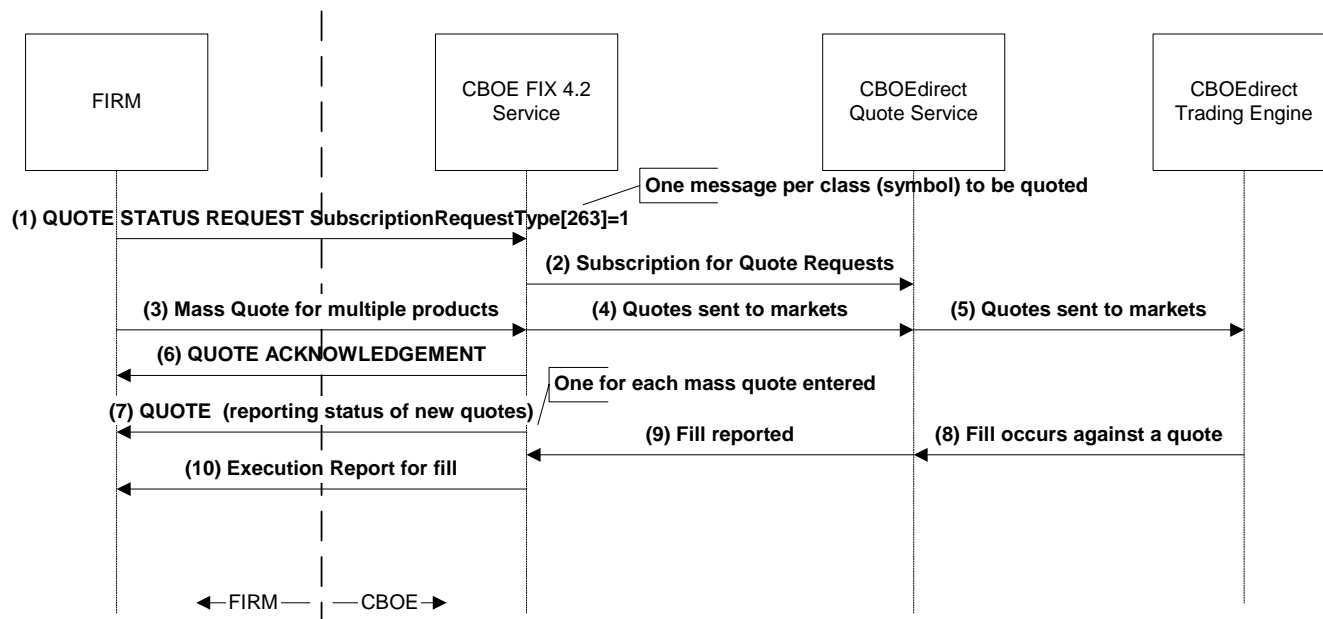 FIRM
CBOE FIX 4.2
Service
CBOEdirect
Quote Service
CBOEdirect
Trading Engine
One message per class (symbol) to be quoted
(1) QUOTE STATUS REQUEST SubscriptionRequestType[263]=1
(2) Subscription for Quote Requests
(3) Mass Quote for multiple products
(4) Quotes sent to markets
(5) Quotes sent to markets
(6) QUOTE ACKNOWLEDGEMENT
One for each mass quote entered
(7) QUOTE (reporting status of new quotes)
(9) Fill reported
(8) Fill occurs against a quote
(10) Execution Report for fill
FIRM
CBOE